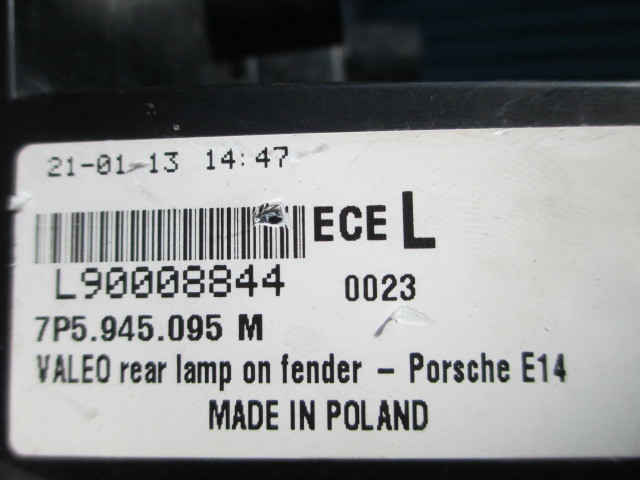 21-01-13 14:47
ECE L
L90008844 0023
7P5.945.095 M
VALEO rear lamp on fender – Porsche E14
MADE IN POLAND